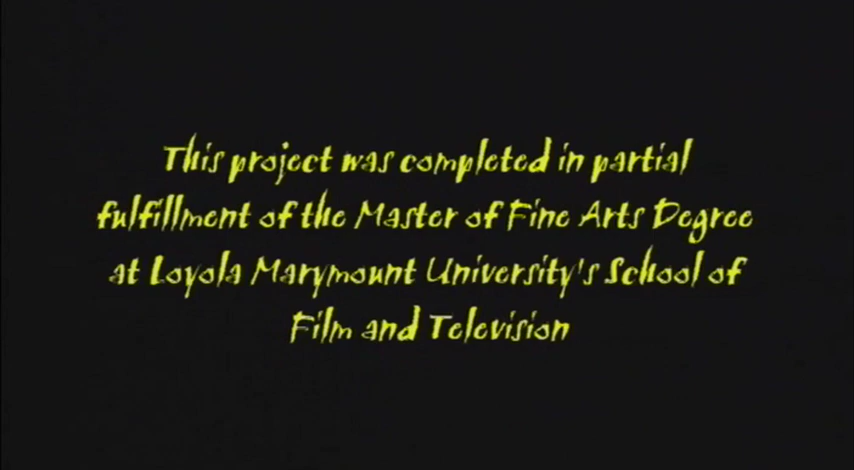 This project was completed in partial
fulfillment of the Master of Fine Arts Degree
at Loyola Marymount University's School of
Film and Television